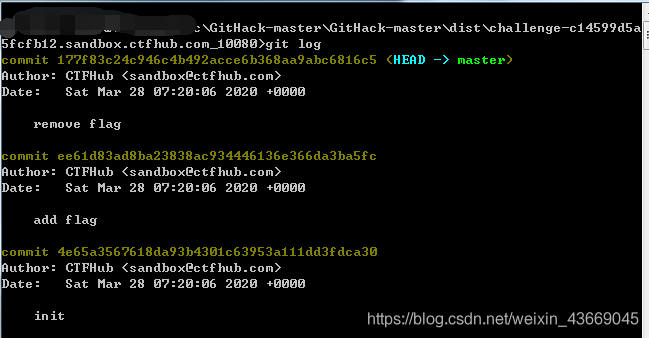 c\GitHack-master\GitHack-master\dist\challenge-c14599d5a
5fcfb12.sandbox.ctfhub.com_10080>git log
commit 177f83c24c946c4b492acce6b368aa9abc6816c5 (HEAD -> master)
Author: CTFHub <sandbox@ctfhub.com>
Date:   Sat Mar 28 07:20:06 2020 +0000
remove flag
commit ee61d83ad8ba23838ac934446136e366da3ba5fc
Author: CTFHub <sandbox@ctfhub.com>
Date:   Sat Mar 28 07:20:06 2020 +0000
add flag
commit 4e65a3567618da93b4301c63953a111dd3fdca30
Author: CTFHub <sandbox@ctfhub.com>
Date:   Sat Mar 28 07:20:06 2020 +0000
init
https://blog.csdn.net/weixin_43669045